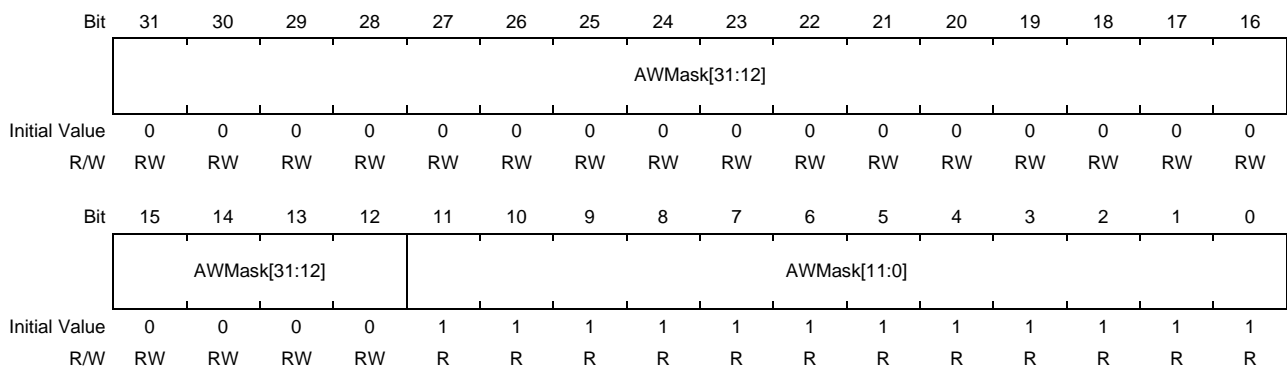 Bit 31 30 29 28 27 26 25 24 23 22 21 20 19 18 17 16
AWMask[31:12]
Initial Value 0 0 0 0 0 0 0 0 0 0 0 0 0 0 0 0
R/W RW RW RW RW RW RW RW RW RW RW RW RW RW RW RW RW
Bit 15 14 13 12 11 10 9 8 7 6 5 4 3 2 1 0
AWMask[31:12] AWMask[11:0]
Initial Value 0 0 0 0 1 1 1 1 1 1 1 1 1 1 1 1
R/W RW RW RW RW R R R R R R R R R R R R